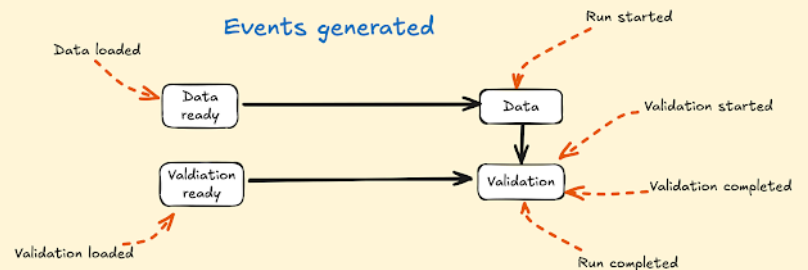 Events generated
Run started
Data loaded
Data
ready
Data
Validation started
Valdiation
ready
Validation
Validation completed
Validation loaded
Run completed